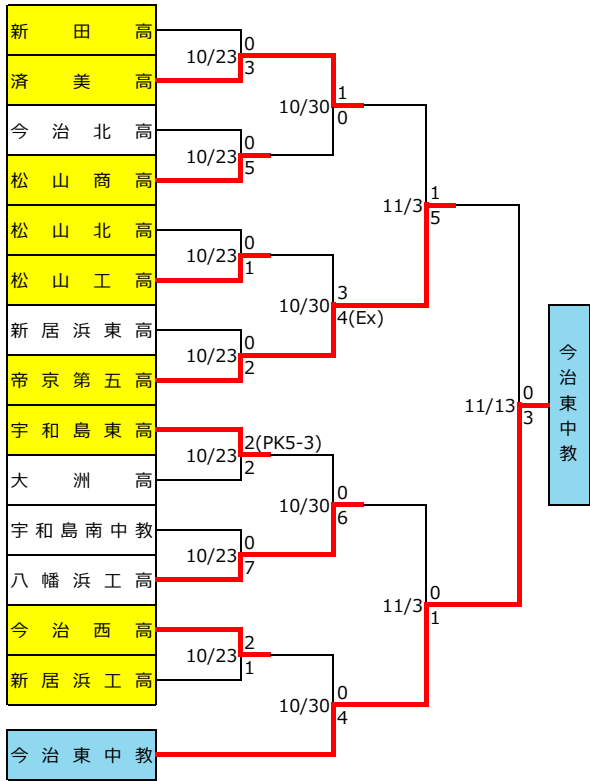 新田高
済美高
今治北高
松山商高
松山北高
松山工高
新居浜東高
帝京第五高
宇和島東高
大洲高
宇和島南中教
八幡浜工高
今治西高
新居浜工高
今治東中教
10/23
0
3
10/23
0
5
10/23
0
1
10/23
0
2
10/23
2(PK5-3)
2
10/23
0
7
10/23
2
1
10/30
1
0
10/30
3
4(Ex)
10/30
0
6
10/30
0
4
11/3
1
5
11/3
0
1
11/13
0
3
今治東中教